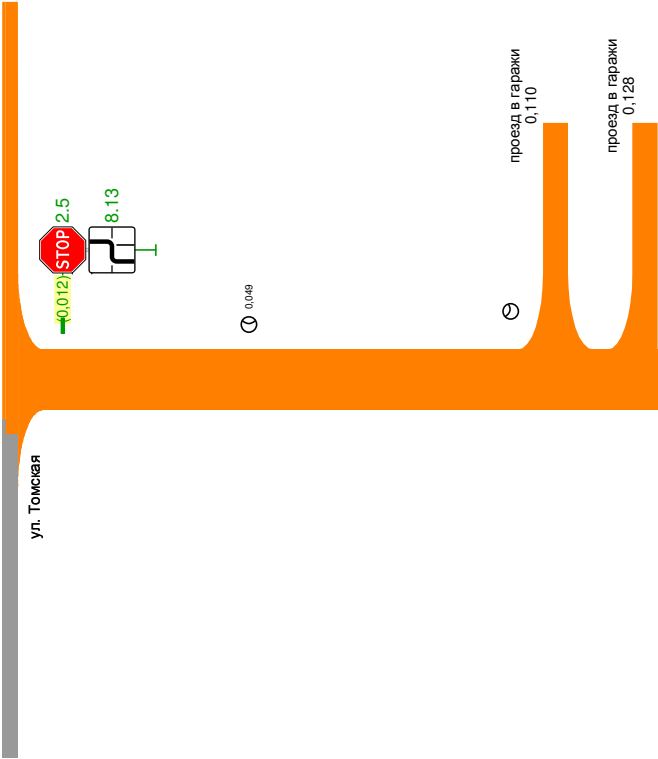 2.5
STOP
(0,012)
8.13
0,049
ул. Томская
проезд в гаражи
0,110
проезд в гаражи
0,128